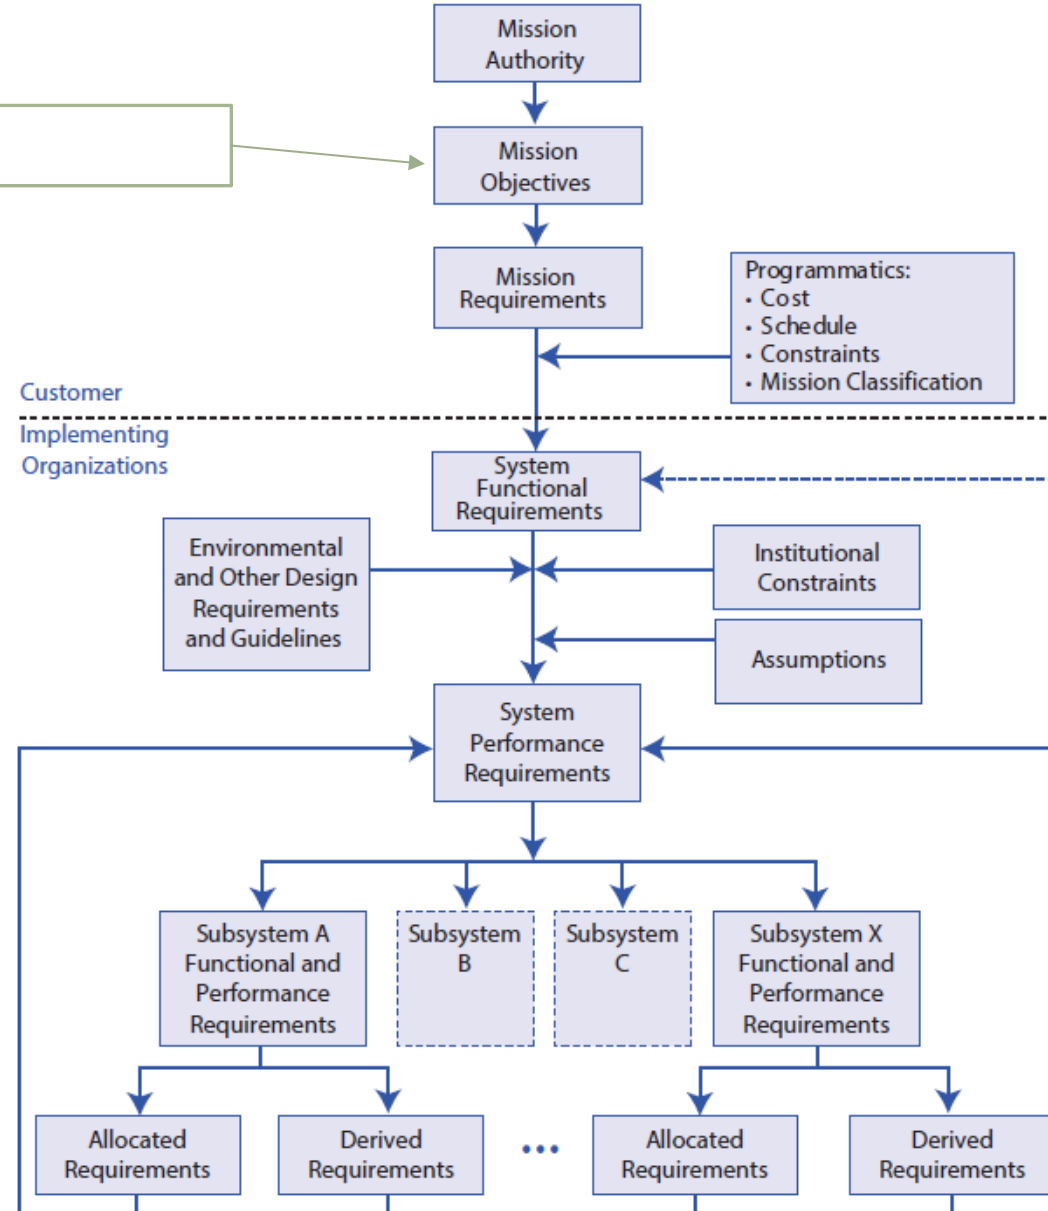 Mission
Authority
Mission
Objectives
Mission
Requirements
Programmatics:
• Cost
• Schedule
• Constraints
• Mission Classification
Customer
Implementing
Organizations
System
Functional
Requirements
Environmental
and Other Design
Requirements
and Guidelines
Institutional
Constraints
Assumptions
System
Performance
Requirements
Subsystem A
Functional and
Performance
Requirements
Subsystem
B
Subsystem
C
Subsystem X
Functional and
Performance
Requirements
Allocated
Requirements
Derived
Requirements
•••
Allocated
Requirements
Derived
Requirements